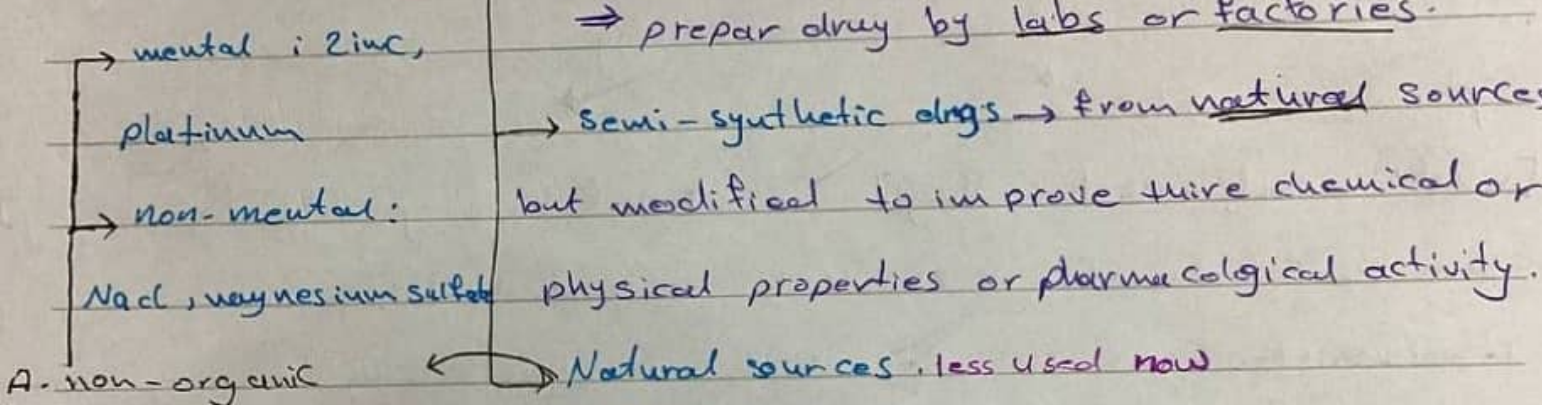 ⇒ prepar drug by labs or factories.
→ mental : Zinc,
platinum
→ semi-synthetic drgs → from natural sources
→ non-mental:
but modified to improve thire chemical or
Nacl, magnesium sulfat
physical properties or pharmacolgical activity.
A. non-organic
Natural sources. less used now